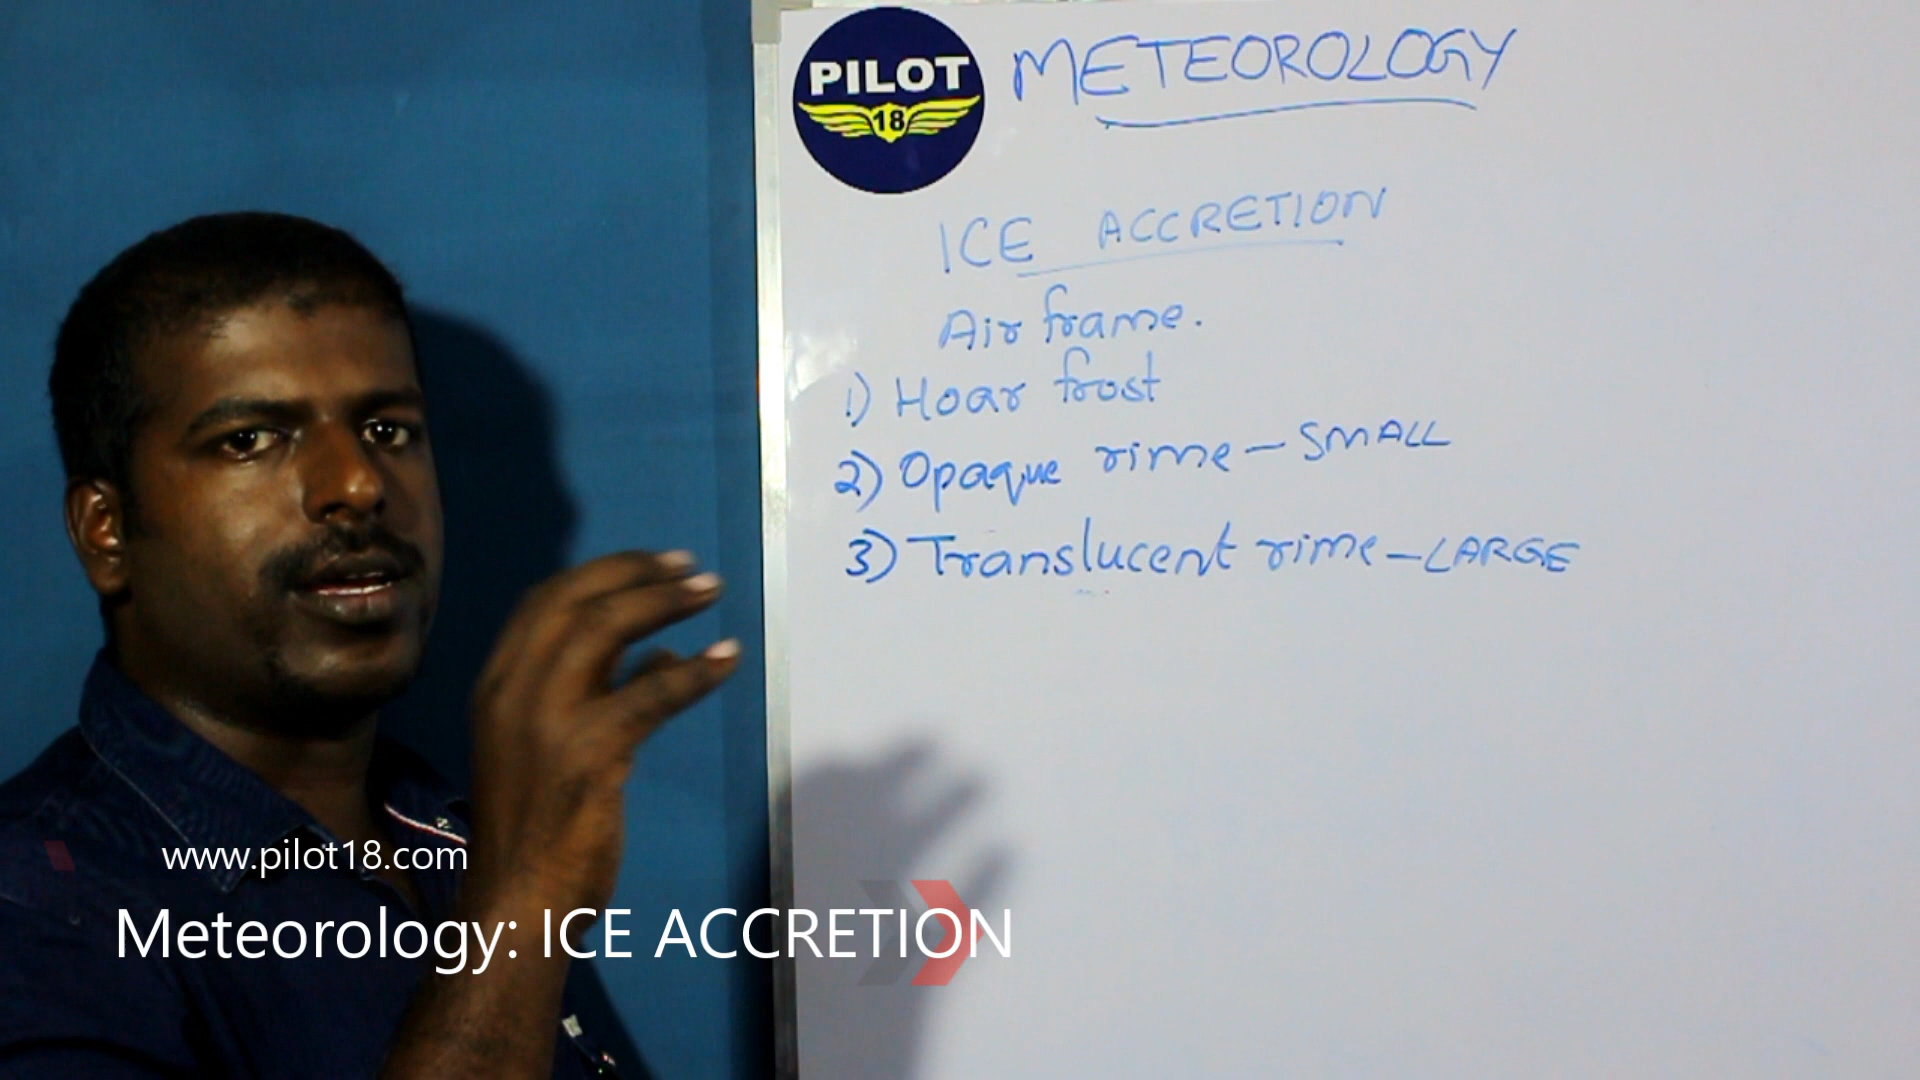 PILOT
18
METEOROLOGY
ICE ACCRETION
Air frame.
1) Hoar frost
2) Opaque rime - SMALL
3) Translucent rime - LARGE
www.pilot18.com
Meteorology: ICE ACCRETION